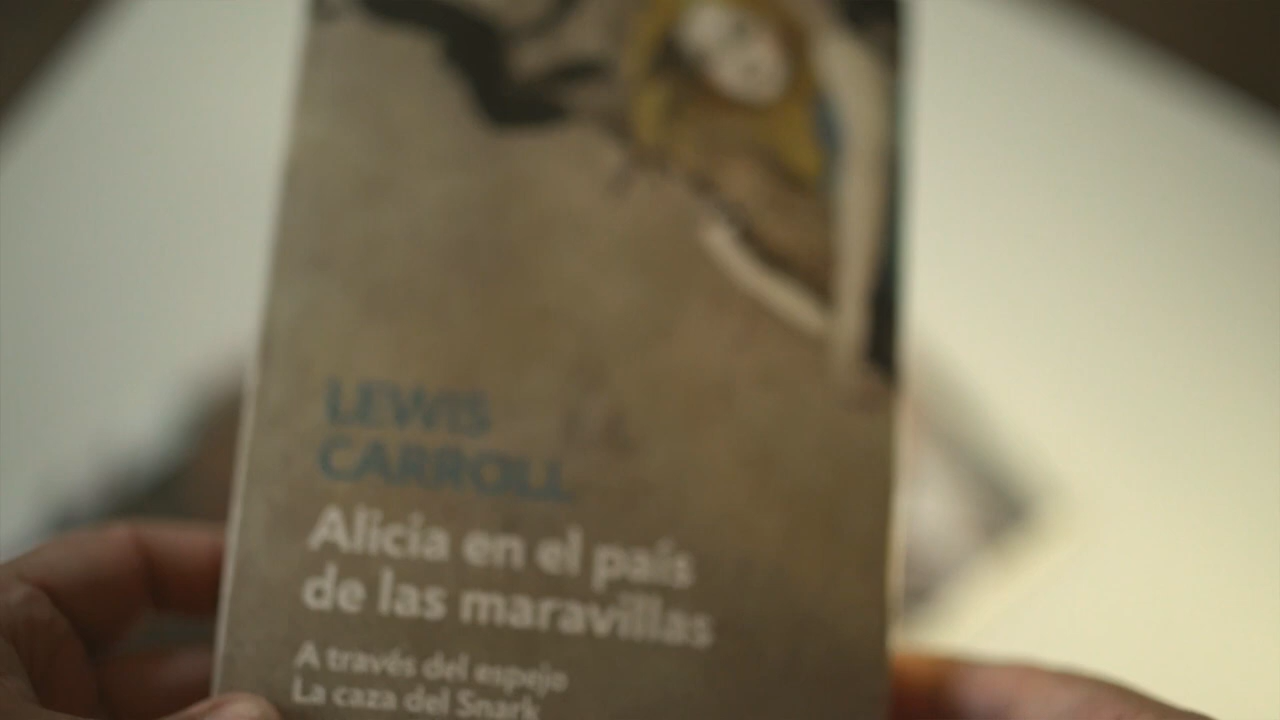 LEWIS
CARROLL
Alicia en el país
de las maravillas
A través del espejo
La caza del Snark